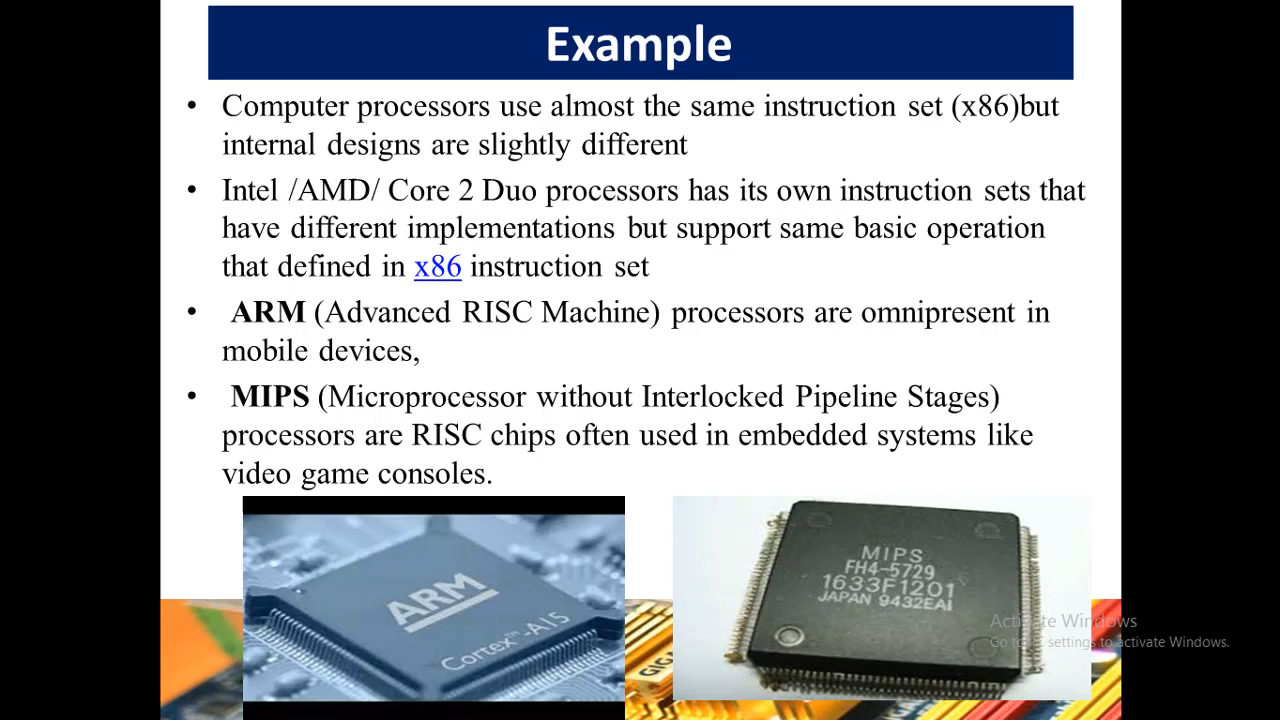 Example
• Computer processors use almost the same instruction set (x86)but
internal designs are slightly different
• Intel /AMD/ Core 2 Duo processors has its own instruction sets that
have different implementations but support same basic operation
that defined in x86 instruction set
• ARM (Advanced RISC Machine) processors are omnipresent in
mobile devices,
• MIPS (Microprocessor without Interlocked Pipeline Stages)
processors are RISC chips often used in embedded systems like
video game consoles.
ARM
Cortex™-A15
MIPS
FH4-5729
1633F1201
JAPAN 9432EAI
Activate Windows
Go to PC settings to activate Windows.